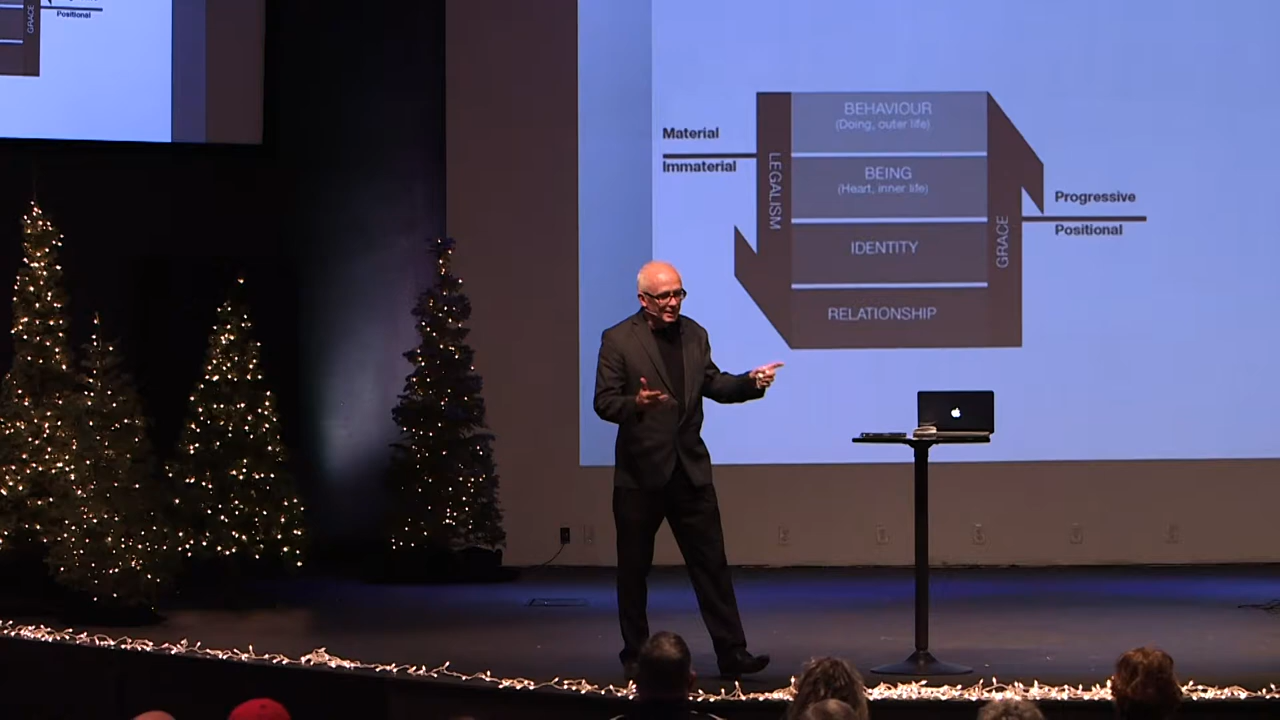 Positional
GRACE
BEHAVIOUR
(Doing, outer life)
Material
Immaterial
LEGALISM
BEING
(Heart, inner life)
Progressive
Positional
GRACE
IDENTITY
RELATIONSHIP